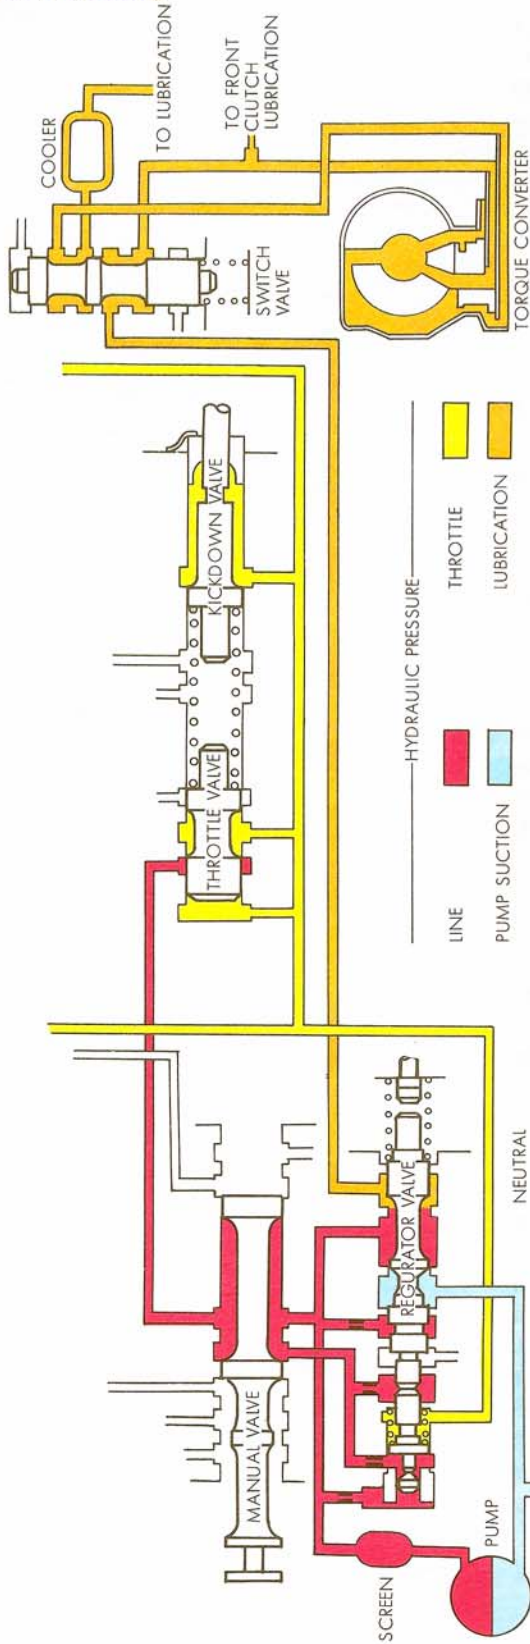 COOLER
TO LUBRICATION
TO FRONT
CLUTCH
LUBRICATION
SWITCH
VALVE
TORQUE CONVERTER
KICKDOWN VALVE
THROTTLE VALVE
HYDRAULIC PRESSURE
LINE
THROTTLE
PUMP SUCTION
LUBRICATION
MANUAL VALVE
REGURATOR VALVE
SCREEN
PUMP
NEUTRAL